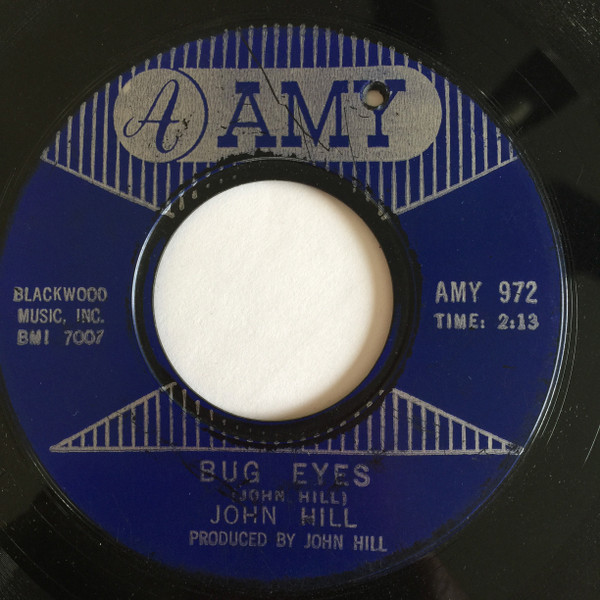 A AMY
BLACKWOOD
MUSIC, INC.
BMI 7007
AMY 972
TIME: 2:13
BUG EYES
(JOHN HILL)
JOHN HILL
PRODUCED BY JOHN HILL